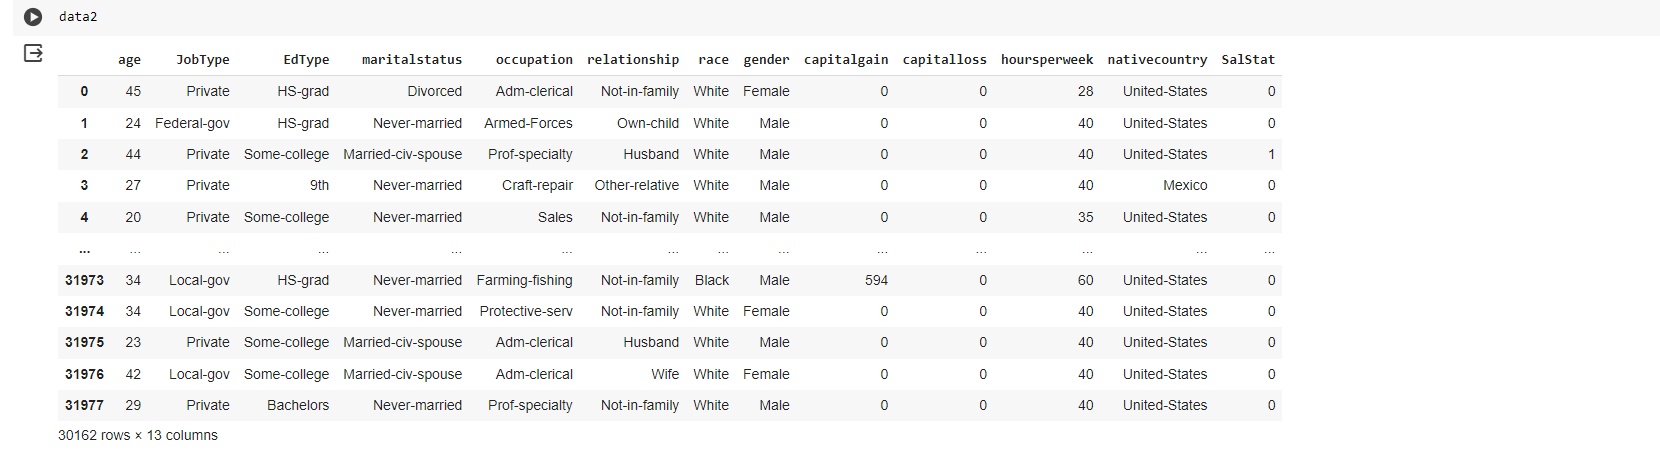 data2
age JobType EdType maritalstatus occupation relationship race gender capitalgain capitalloss hoursperweek nativecountry SalStat
0 45 Private HS-grad Divorced Adm-clerical Not-in-family White Female 0 0 28 United-States 0
1 24 Federal-gov HS-grad Never-married Armed-Forces Own-child White Male 0 0 40 United-States 0
2 44 Private Some-college Married-civ-spouse Prof-specialty Husband White Male 0 0 40 United-States 1
3 27 Private 9th Never-married Craft-repair Other-relative White Male 0 0 40 Mexico 0
4 20 Private Some-college Never-married Sales Not-in-family White Male 0 0 35 United-States 0
... ... ... ... ... ... ... ... ... ... ... ... ... ...
31973 34 Local-gov HS-grad Never-married Farming-fishing Not-in-family Black Male 594 0 60 United-States 0
31974 34 Local-gov Some-college Never-married Protective-serv Not-in-family White Female 0 0 40 United-States 0
31975 23 Private Some-college Married-civ-spouse Adm-clerical Husband White Male 0 0 40 United-States 0
31976 42 Local-gov Some-college Married-civ-spouse Adm-clerical Wife White Female 0 0 40 United-States 0
31977 29 Private Bachelors Never-married Prof-specialty Not-in-family White Male 0 0 40 United-States 0
30162 rows × 13 columns